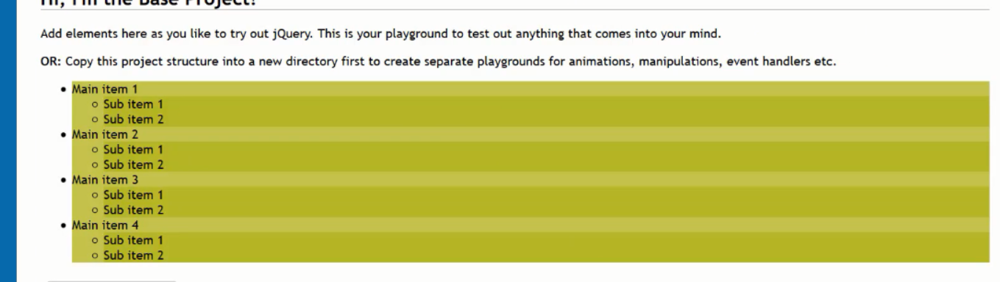 Hi, I'm the Base Project!
Add elements here as you like to try out jQuery. This is your playground to test out anything that comes into your mind.
OR: Copy this project structure into a new directory first to create separate playgrounds for animations, manipulations, event handlers etc.
Main item 1
Sub item 1
Sub item 2
Main item 2
Sub item 1
Sub item 2
Main item 3
Sub item 1
Sub item 2
Main item 4
Sub item 1
Sub item 2